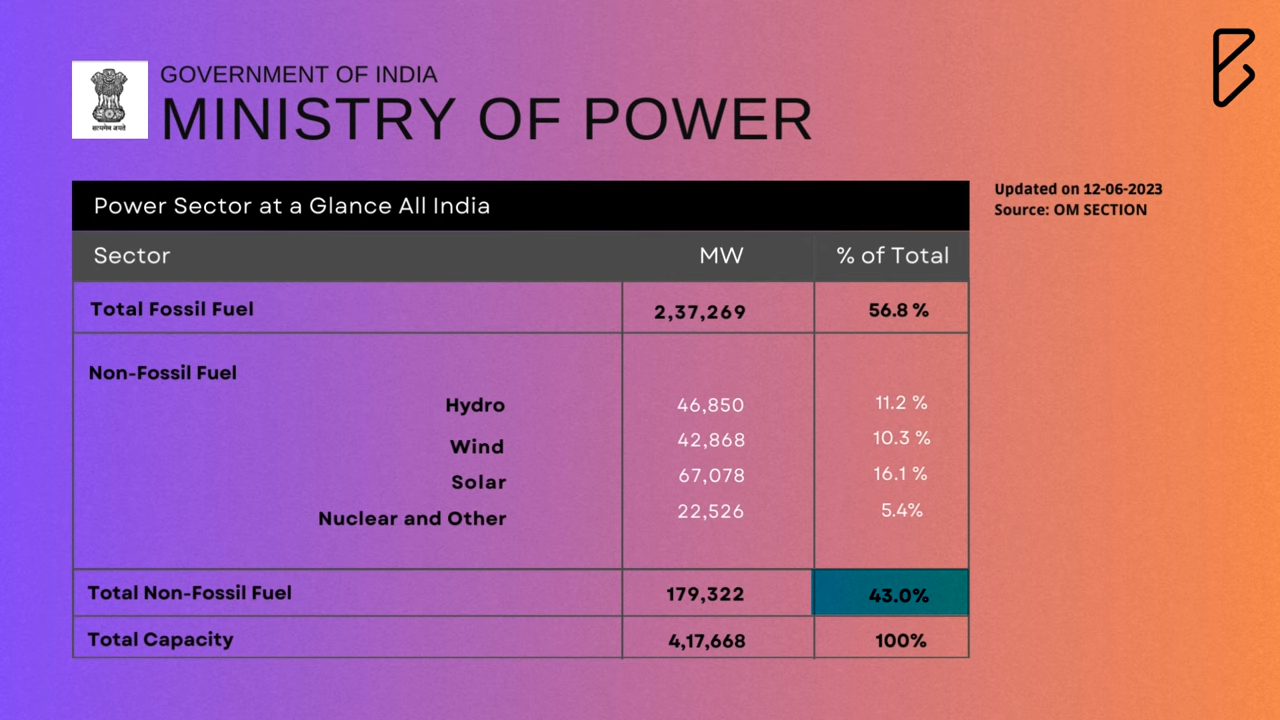 सत्यमेव जयते
GOVERNMENT OF INDIA
MINISTRY OF POWER
Updated on 12-06-2023
Source: OM SECTION
Power Sector at a Glance All India
Sector MW % of Total
Total Fossil Fuel 2,37,269 56.8 %
Non-Fossil Fuel
Hydro 46,850 11.2 %
Wind 42,868 10.3 %
Solar 67,078 16.1 %
Nuclear and Other 22,526 5.4%
Total Non-Fossil Fuel 179,322 43.0%
Total Capacity 4,17,668 100%